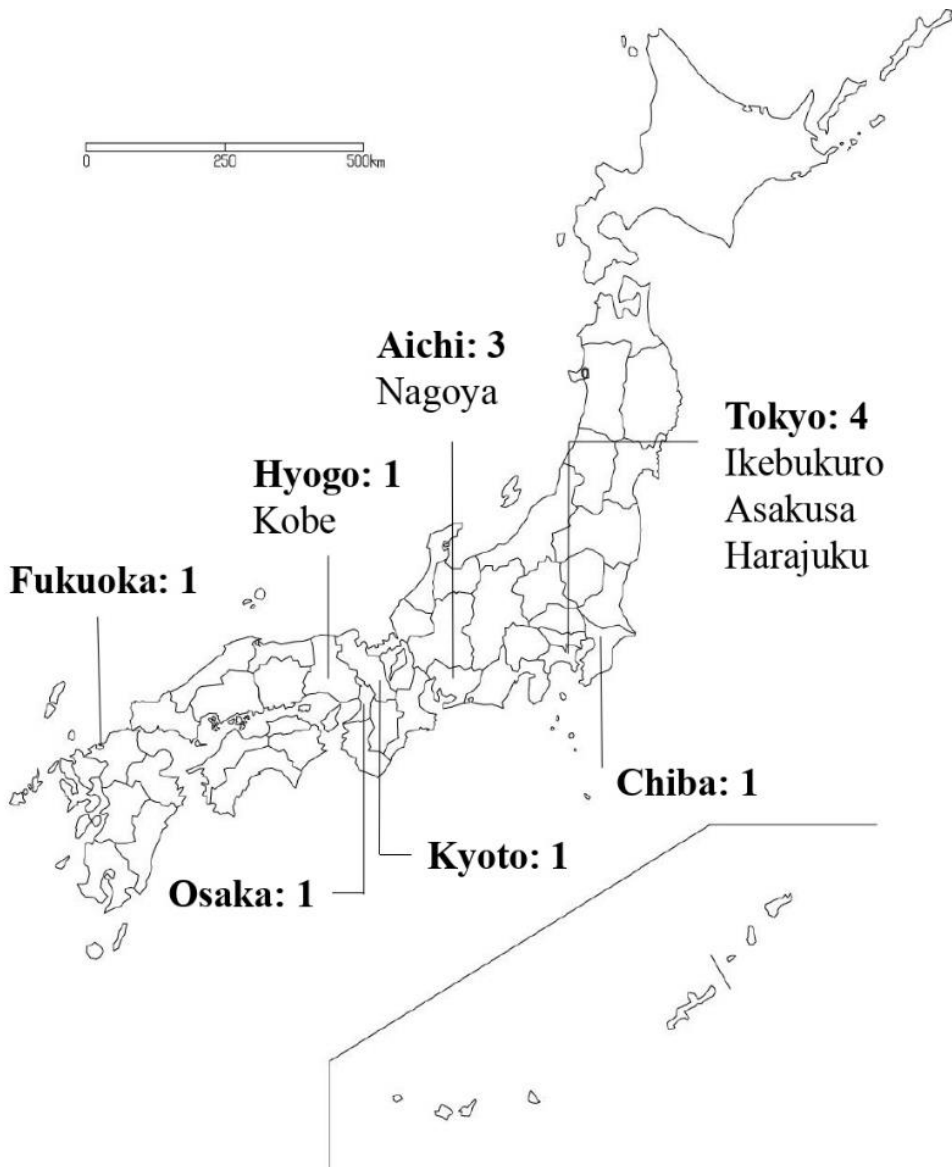 0 250 500km
Aichi: 3
Nagoya
Tokyo: 4
Ikebukuro
Asakusa
Harajuku
Hyogo: 1
Kobe
Fukuoka: 1
Chiba: 1
Kyoto: 1
Osaka: 1